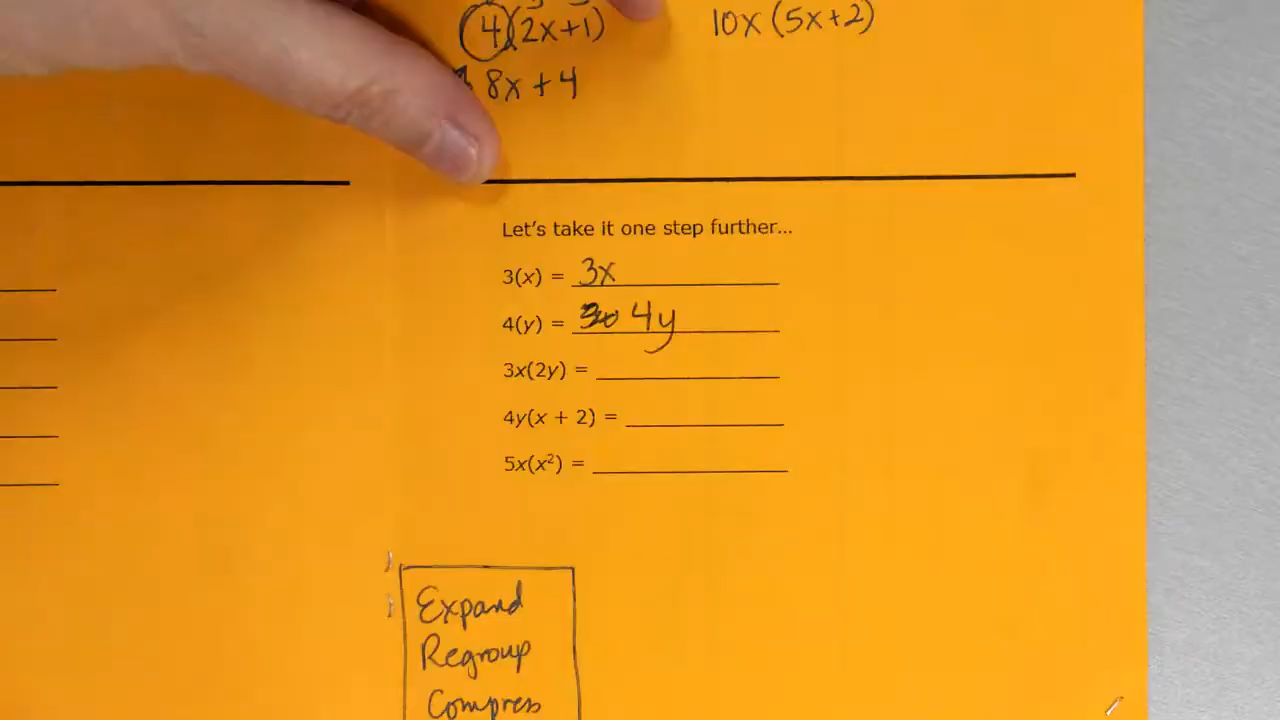 4(2x+1) 10x(5x+2)
8x + 4
Let's take it one step further...
3(x) = 3x
4(y) = 4y
3x(2y) =
4y(x + 2) =
5x(x²) =
Expand
Regroup
Compress